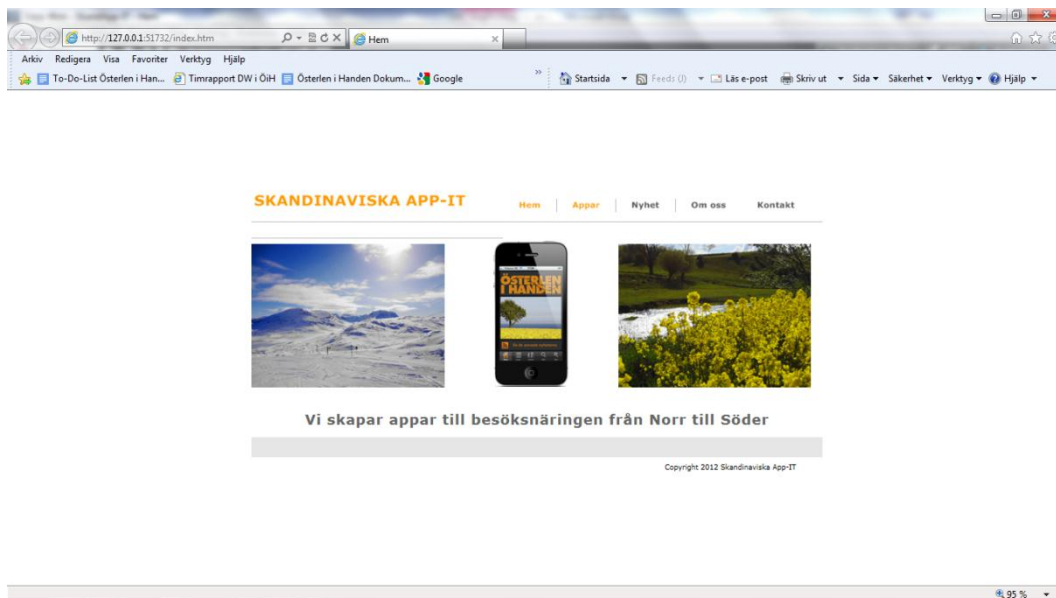 http://127.0.0.1:51732/index.htm
Hem
Arkiv Redigera Visa Favoriter Verktyg Hjälp
To-Do-List Österlen i Han... Timrapport DW i ÖiH Österlen i Handen Dokum... Google » Startsida Feeds (J) Läs e-post Skriv ut Sida Säkerhet Verktyg Hjälp
SKANDINAVISKA APP-IT
Hem Appar Nyhet Om oss Kontakt
ÖSTERLEN
I HANDEN
Vi skapar appar till besöksnäringen från Norr till Söder
Copyright 2012 Skandinaviska App-IT
95 %